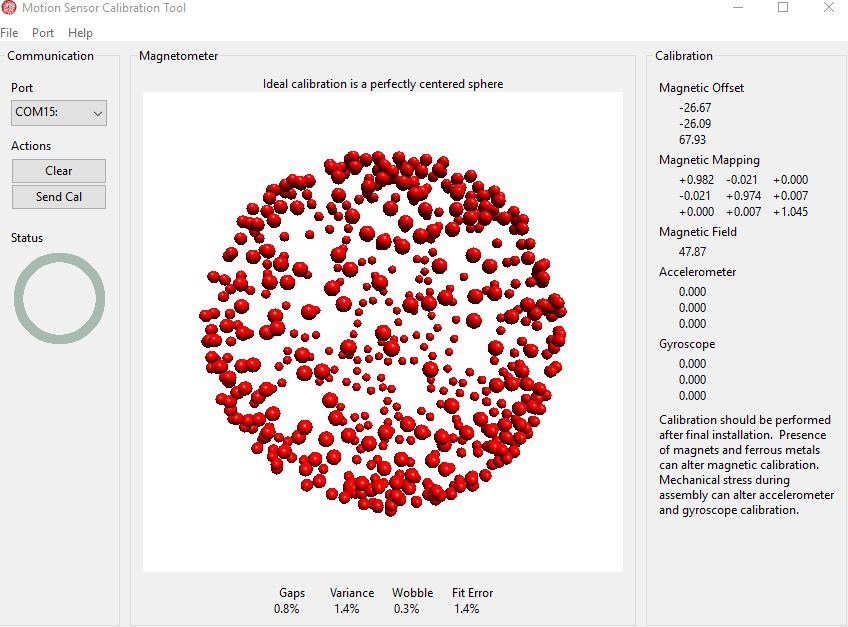 Motion Sensor Calibration Tool
File Port Help
Communication
Port
COM15:
Actions
Clear
Send Cal
Status
Magnetometer
Ideal calibration is a perfectly centered sphere
Gaps Variance Wobble Fit Error
0.8% 1.4% 0.3% 1.4%
Calibration
Magnetic Offset
-26.67
-26.09
67.93
Magnetic Mapping
+0.982 -0.021 +0.000
-0.021 +0.974 +0.007
+0.000 +0.007 +1.045
Magnetic Field
47.87
Accelerometer
0.000
0.000
0.000
Gyroscope
0.000
0.000
0.000
Calibration should be performed
after final installation. Presence
of magnets and ferrous metals
can alter magnetic calibration.
Mechanical stress during
assembly can alter accelerometer
and gyroscope calibration.